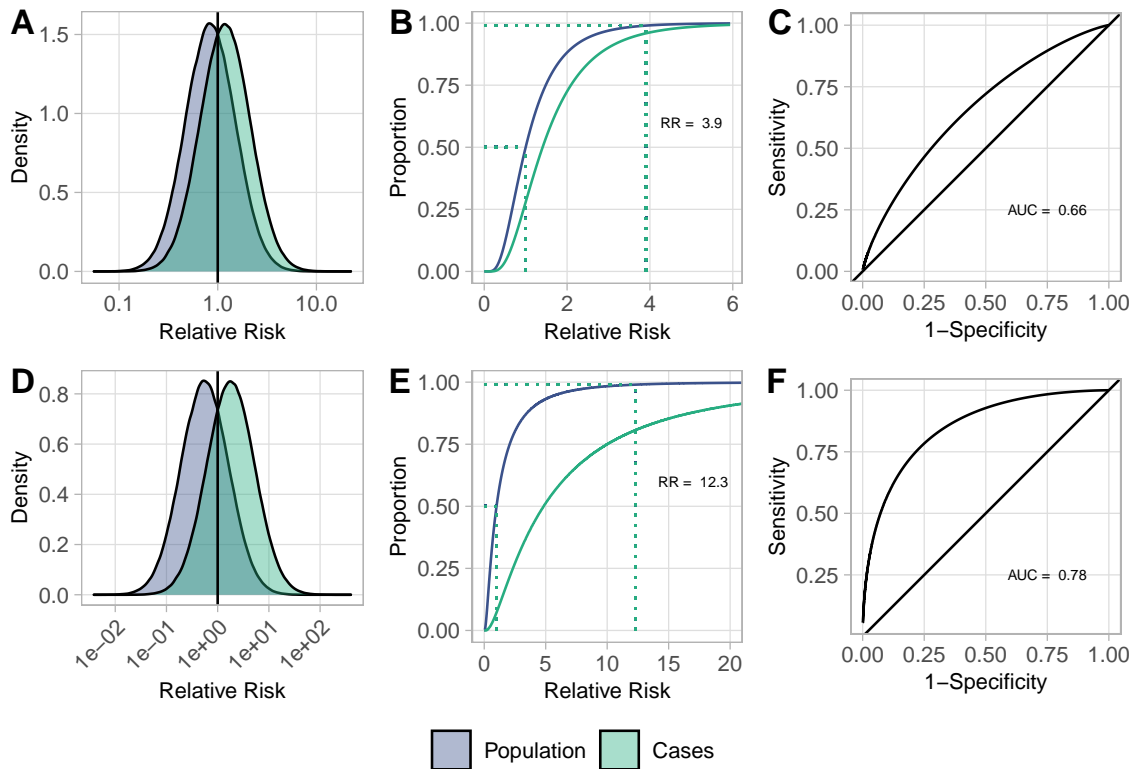 A
Density
1.5
1.0
0.5
0.0
0.1 1.0 10.0
Relative Risk
B
Proportion
1.00
0.75
0.50
0.25
0.00
RR = 3.9
0 2 4 6
Relative Risk
C
Sensitivity
1.00
0.75
0.50
0.25
0.00
AUC = 0.66
0.00 0.25 0.50 0.75 1.00
1−Specificity
D
Density
0.8
0.6
0.4
0.2
0.0
1e−02 1e−01 1e+00 1e+01 1e+02
Relative Risk
E
Proportion
1.00
0.75
0.50
0.25
0.00
RR = 12.3
0 5 10 15 20
Relative Risk
F
Sensitivity
1.00
0.75
0.50
0.25
AUC = 0.78
0.00 0.25 0.50 0.75 1.00
1−Specificity
Population Cases